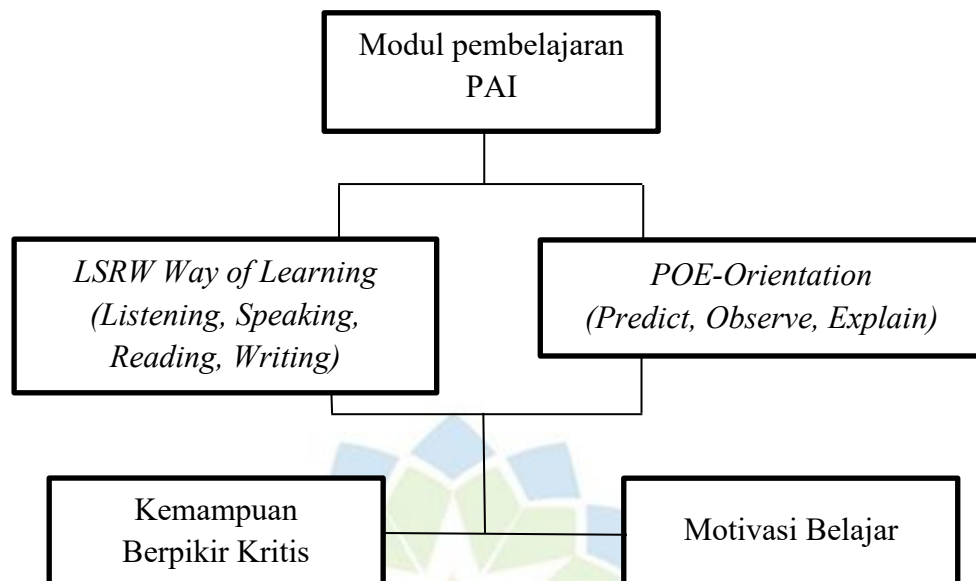 Modul pembelajaran
PAI
LSRW Way of Learning
(Listening, Speaking,
Reading, Writing)
POE-Orientation
(Predict, Observe, Explain)
Kemampuan
Berpikir Kritis
Motivasi Belajar